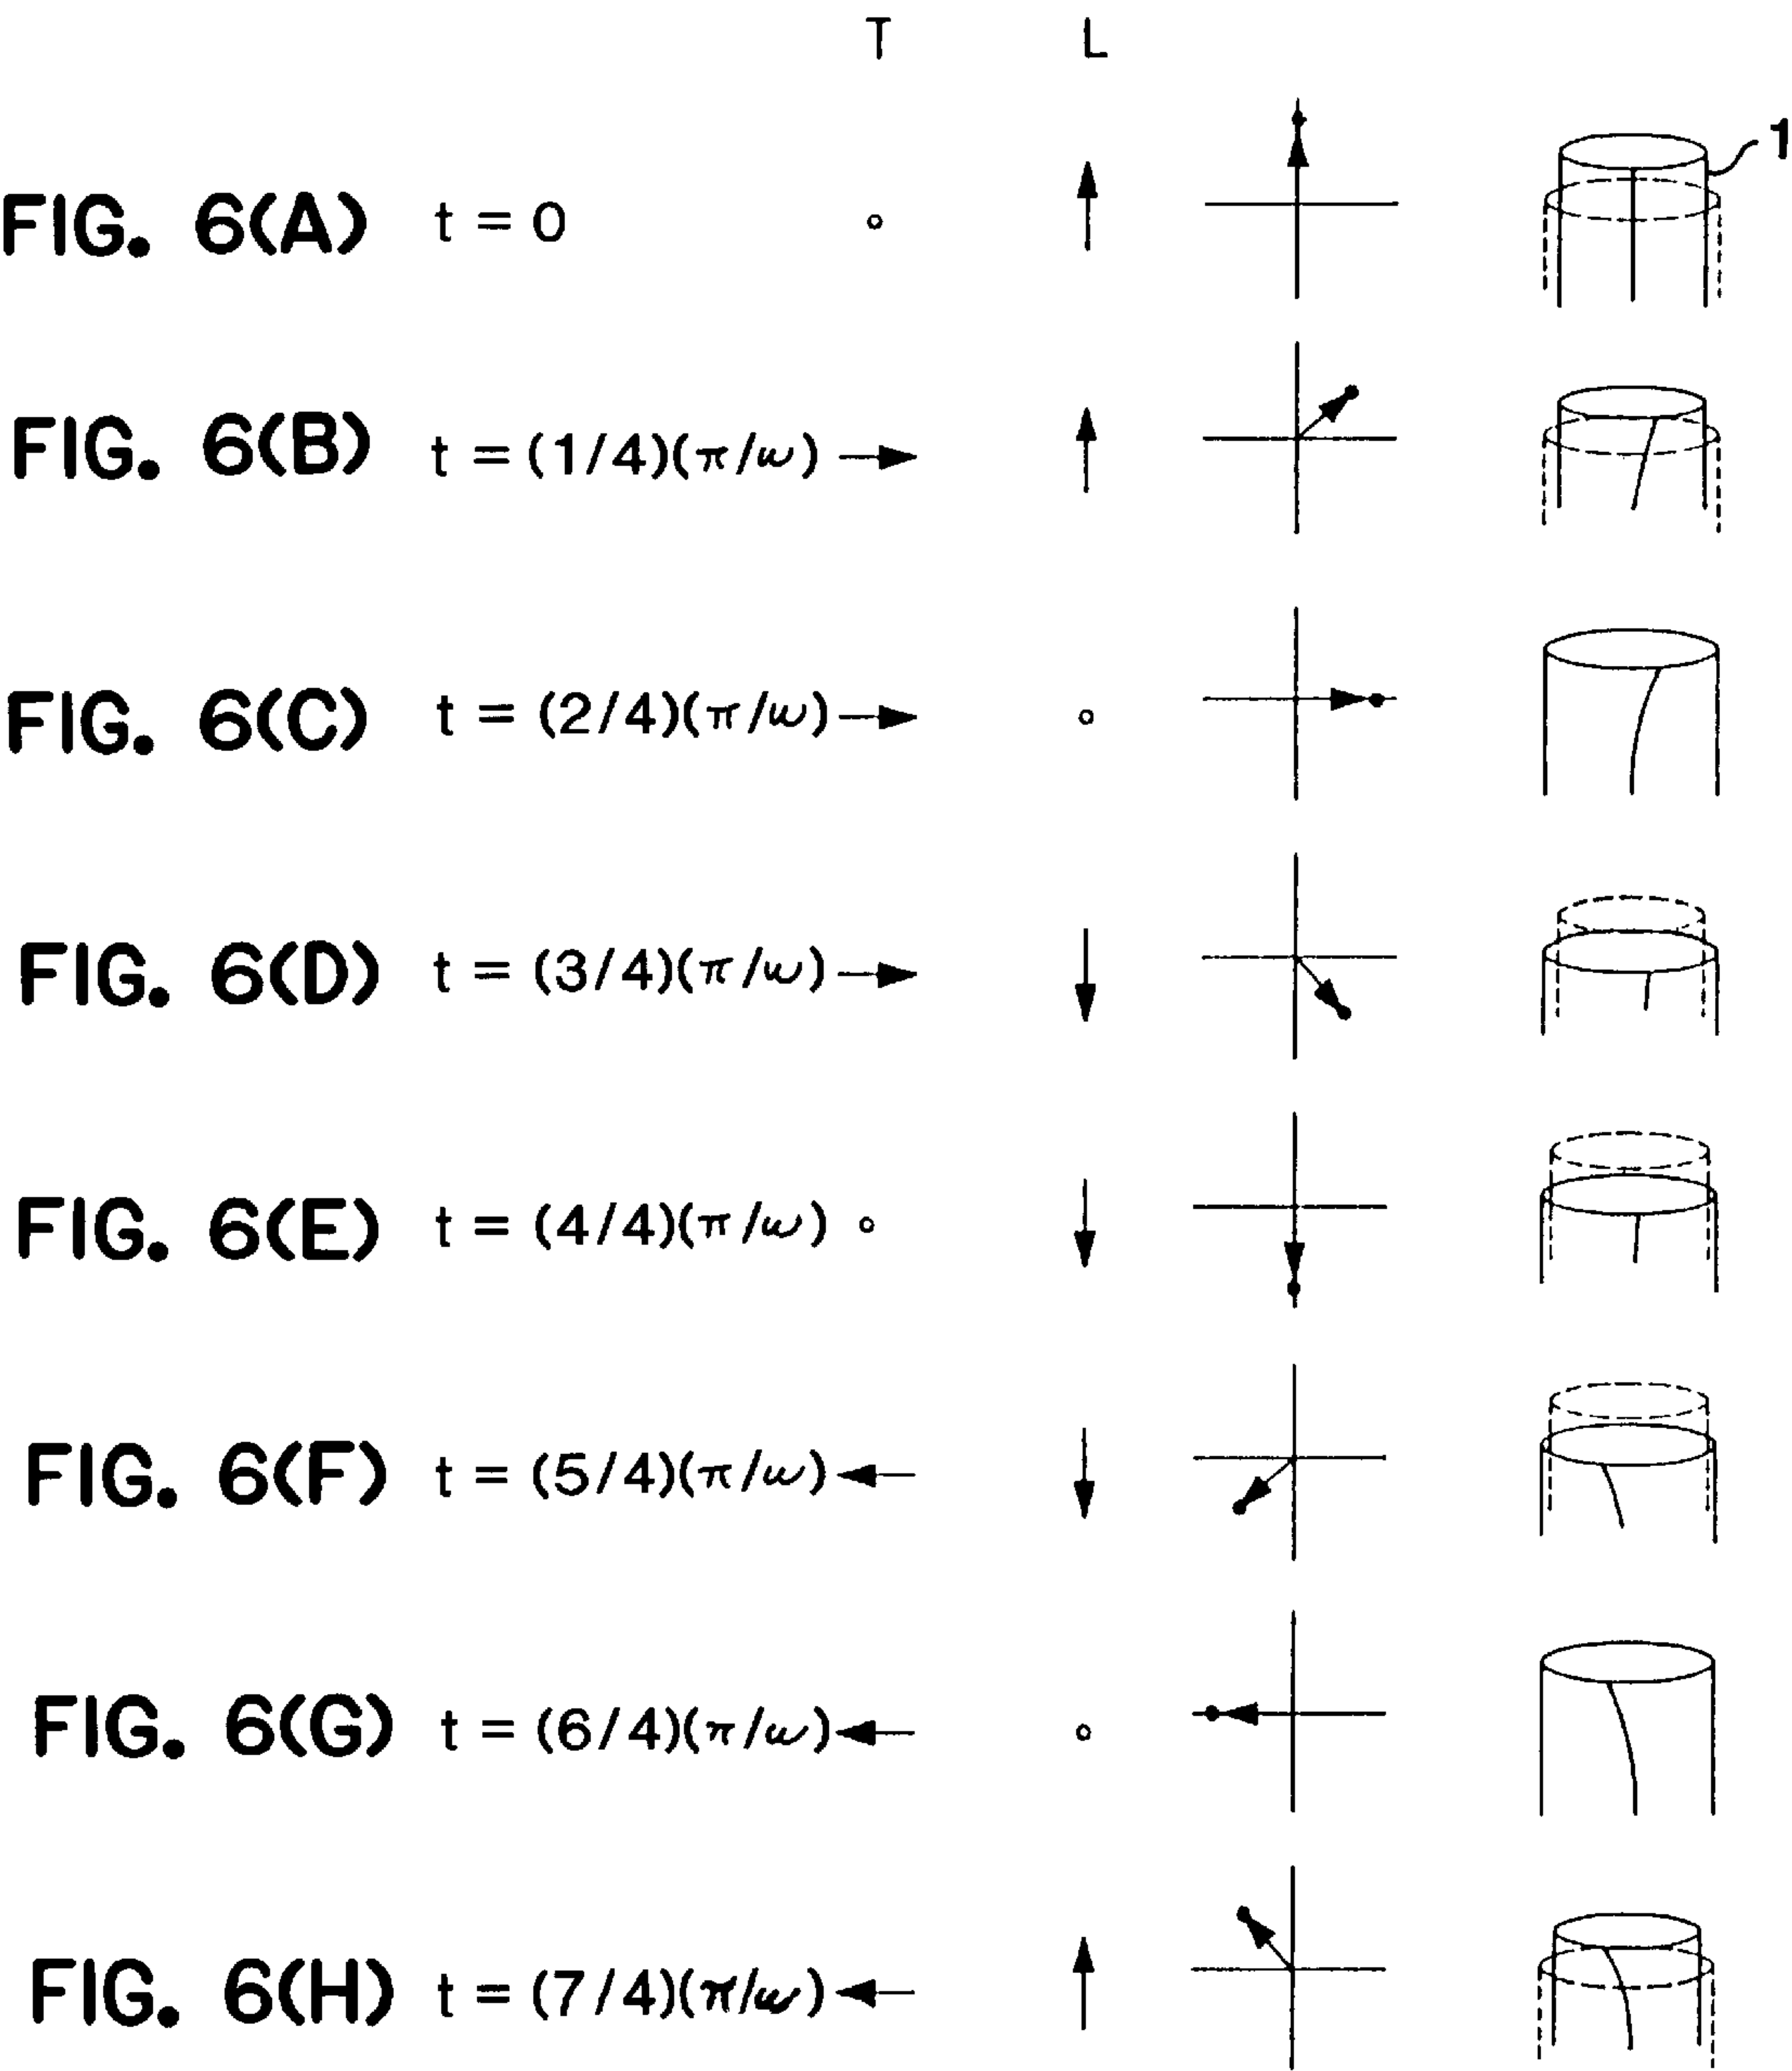 T L
1
FIG. 6(A) t = 0
FIG. 6(B) t = (1/4)(π/ω)
FIG. 6(C) t = (2/4)(π/ω)
FIG. 6(D) t = (3/4)(π/ω)
FIG. 6(E) t = (4/4)(π/ω)
FIG. 6(F) t = (5/4)(π/ω)
FIG. 6(G) t = (6/4)(π/ω)
FIG. 6(H) t = (7/4)(π/ω)